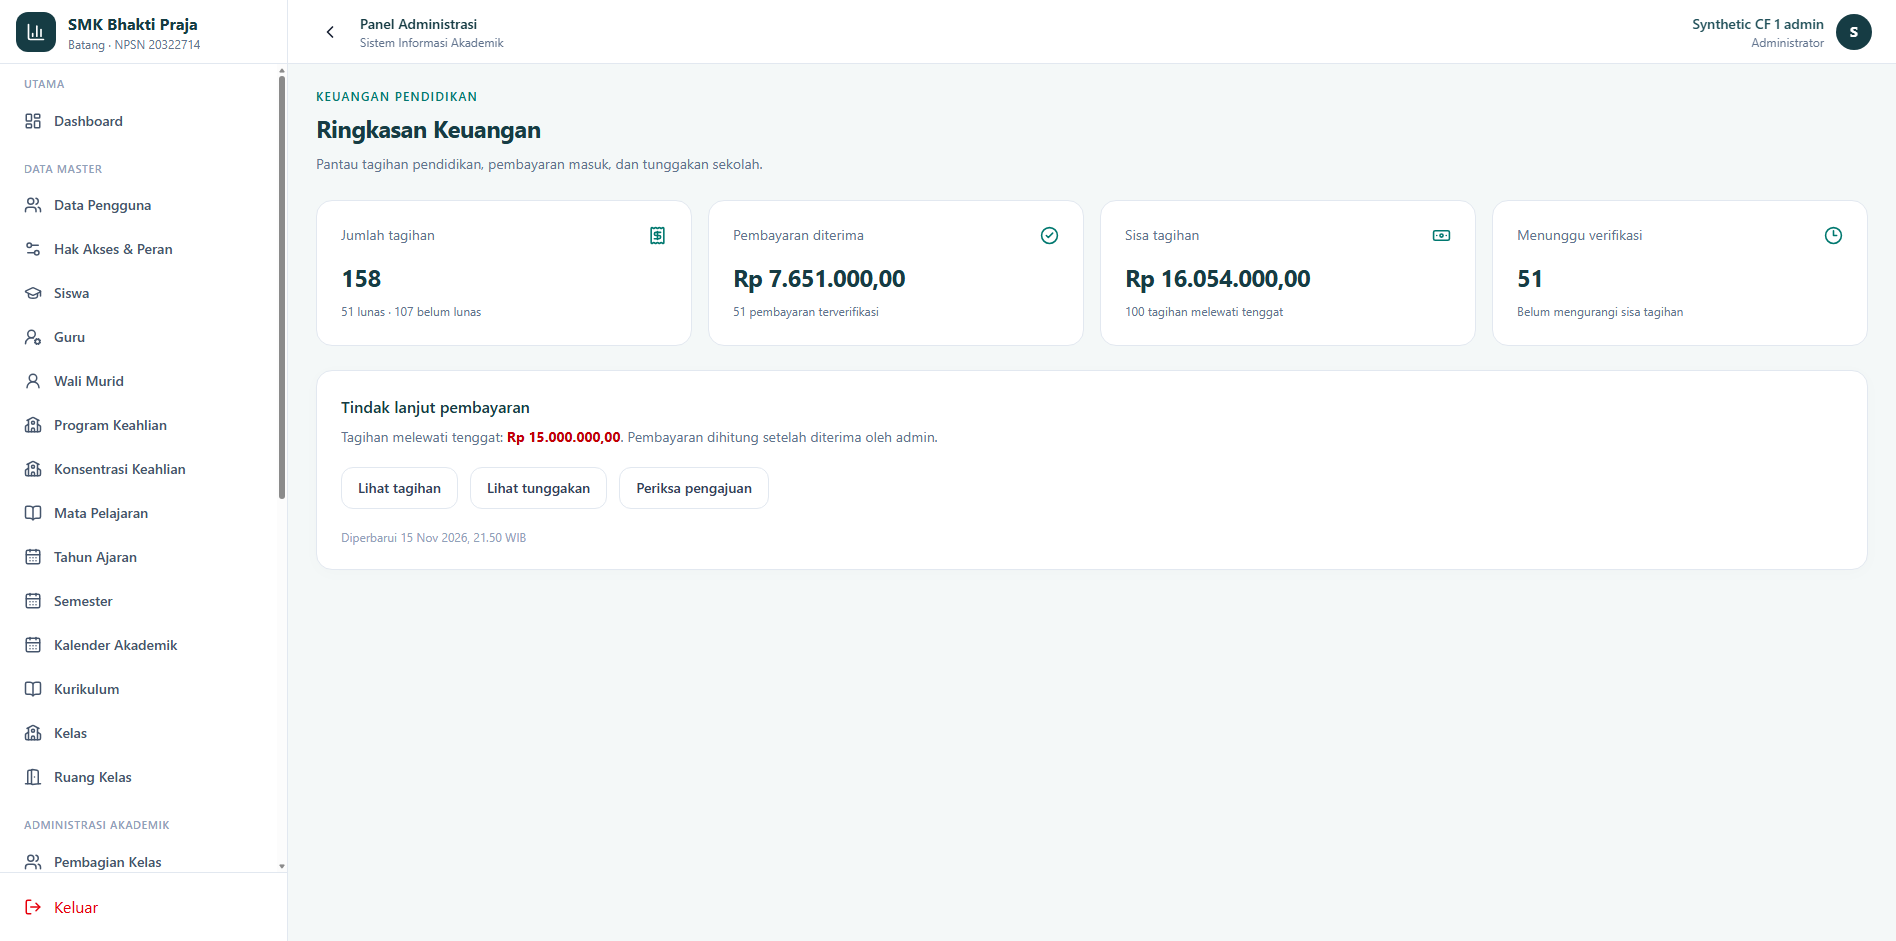 SMK Bhakti Praja
Batang · NPSN 20322714
UTAMA
Dashboard
DATA MASTER
Data Pengguna
Hak Akses & Peran
Siswa
Guru
Wali Murid
Program Keahlian
Konsentrasi Keahlian
Mata Pelajaran
Tahun Ajaran
Semester
Kalender Akademik
Kurikulum
Kelas
Ruang Kelas
ADMINISTRASI AKADEMIK
Pembagian Kelas
Keluar
Panel Administrasi
Sistem Informasi Akademik
Synthetic CF 1 admin
Administrator
S
KEUANGAN PENDIDIKAN
Ringkasan Keuangan
Pantau tagihan pendidikan, pembayaran masuk, dan tunggakan sekolah.
Jumlah tagihan
158
51 lunas · 107 belum lunas
Pembayaran diterima
Rp 7.651.000,00
51 pembayaran terverifikasi
Sisa tagihan
Rp 16.054.000,00
100 tagihan melewati tenggat
Menunggu verifikasi
51
Belum mengurangi sisa tagihan
Tindak lanjut pembayaran
Tagihan melewati tenggat: Rp 15.000.000,00. Pembayaran dihitung setelah diterima oleh admin.
Lihat tagihan
Lihat tunggakan
Periksa pengajuan
Diperbarui 15 Nov 2026, 21.50 WIB